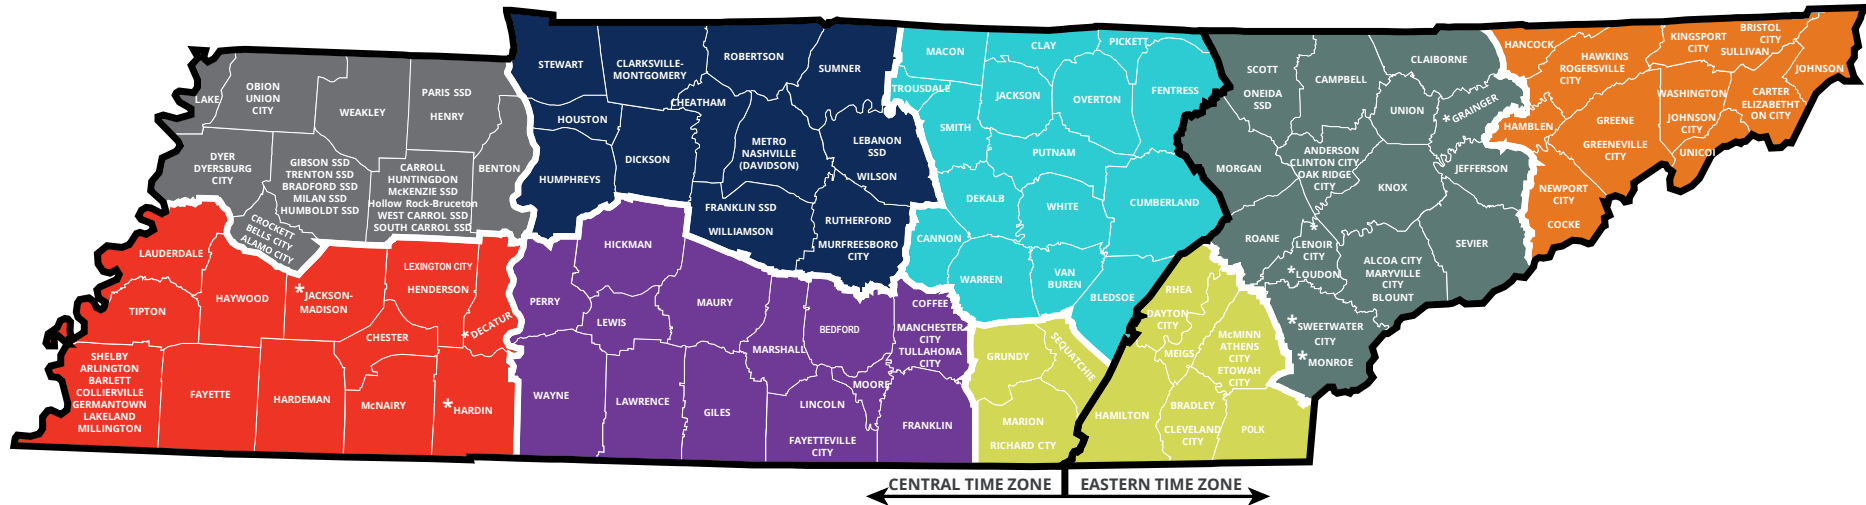 LAKE
OBION
UNION
CITY
WEAKLEY
PARIS SSD
HENRY
DYER
DYERSBURG
CITY
GIBSON SSD
TRENTON SSD
BRADFORD SSD
MILAN SSD
HUMBOLDT SSD
CARROLL
HUNTINGDON
McKENZIE SSD
Hollow Rock-Bruceton
WEST CARROL SSD
SOUTH CARROL SSD
BENTON
CROCKETT
BELLS CITY
ALAMO CITY
LAUDERDALE
TIPTON
HAYWOOD
*JACKSON-
MADISON
LEXINGTON CITY
HENDERSON
*DECATUR
CHESTER
SHELBY
ARLINGTON
BARLETT
COLLIERVILLE
GERMANTOWN
LAKELAND
MILLINGTON
FAYETTE
HARDEMAN
McNAIRY
*HARDIN
STEWART
CLARKSVILLE-
MONTGOMERY
ROBERTSON
SUMNER
CHEATHAM
HOUSTON
DICKSON
HUMPHREYS
METRO
NASHVILLE
(DAVIDSON)
LEBANON
SSD
WILSON
FRANKLIN SSD
WILLIAMSON
RUTHERFORD
MURFREESBORO
CITY
HICKMAN
PERRY
LEWIS
MAURY
MARSHALL
BEDFORD
COFFEE
MANCHESTER
CITY
TULLAHOMA
CITY
MOORE
WAYNE
LAWRENCE
GILES
LINCOLN
FAYETTEVILLE
CITY
FRANKLIN
MACON
CLAY
PICKETT
TROUSDALE
JACKSON
OVERTON
FENTRESS
SMITH
PUTNAM
DEKALB
WHITE
CUMBERLAND
CANNON
WARREN
VAN
BUREN
BLEDSOE
GRUNDY
SEQUATCHIE
MARION
RICHARD CTY
RHEA
DAYTON
CITY
MEIGS
McMINN
ATHENS
CITY
ETOWAH
CITY
HAMILTON
BRADLEY
CLEVELAND
CITY
POLK
SCOTT
ONEIDA
SSD
CAMPBELL
CLAIBORNE
UNION
*GRAINGER
MORGAN
ANDERSON
CLINTON CITY
OAK RIDGE
CITY
KNOX
JEFFERSON
ROANE
*
LENOIR
CITY
*LOUDON
ALCOA CITY
MARYVILLE
CITY
BLOUNT
SEVIER
*SWEETWATER
CITY
*MONROE
HANCOCK
HAWKINS
ROGERSVILLE
CITY
KINGSPORT
CITY
BRISTOL
CITY
SULLIVAN
JOHNSON
WASHINGTON
CARTER
ELIZABETHT
ON CITY
HAMBLEN
GREENE
GREENEVILLE
CITY
JOHNSON
CITY
UNICOI
NEWPORT
CITY
COCKE
CENTRAL TIME ZONE
EASTERN TIME ZONE